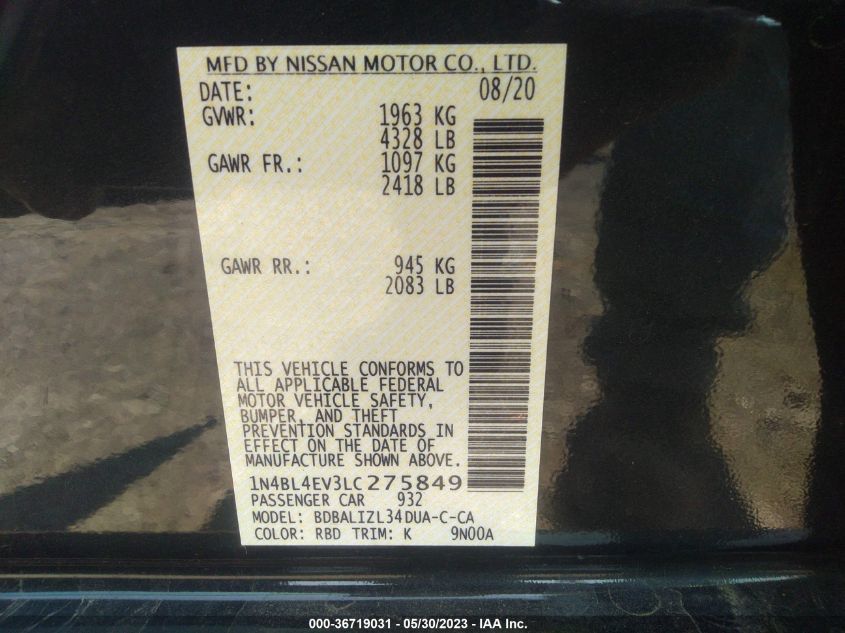 MFD BY NISSAN MOTOR CO., LTD.
DATE: 08/20
GVWR: 1963 KG
4328 LB
GAWR FR.: 1097 KG
2418 LB
GAWR RR.: 945 KG
2083 LB
THIS VEHICLE CONFORMS TO
ALL APPLICABLE FEDERAL
MOTOR VEHICLE SAFETY,
BUMPER, AND THEFT
PREVENTION STANDARDS IN
EFFECT ON THE DATE OF
MANUFACTURE SHOWN ABOVE.
1N4BL4EV3LC275849
PASSENGER CAR 932
MODEL: BDBALIZL34DUA-C-CA
COLOR: RBD TRIM: K 9N00A
000-36719031 - 05/30/2023 - IAA Inc.